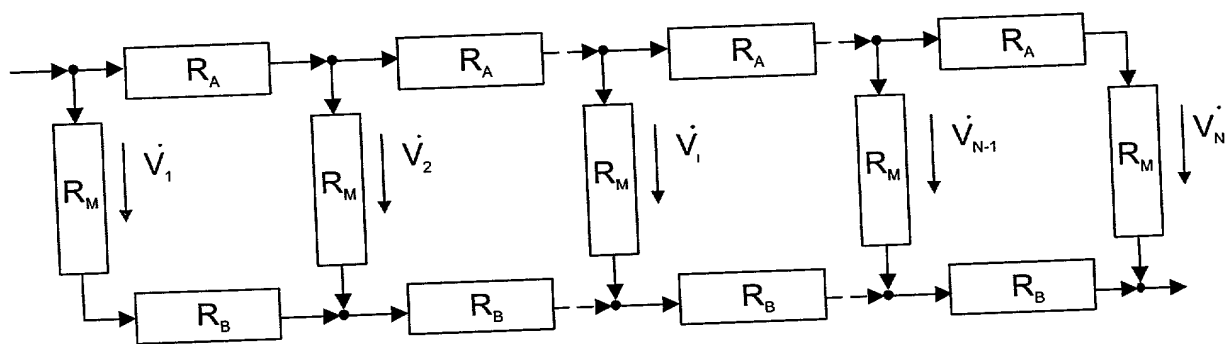 R_A R_A R_A R_A
R_M V̇_1 R_M V̇_2 R_M V̇_I R_M V̇_N-1 R_M V̇_N
R_B R_B R_B R_B